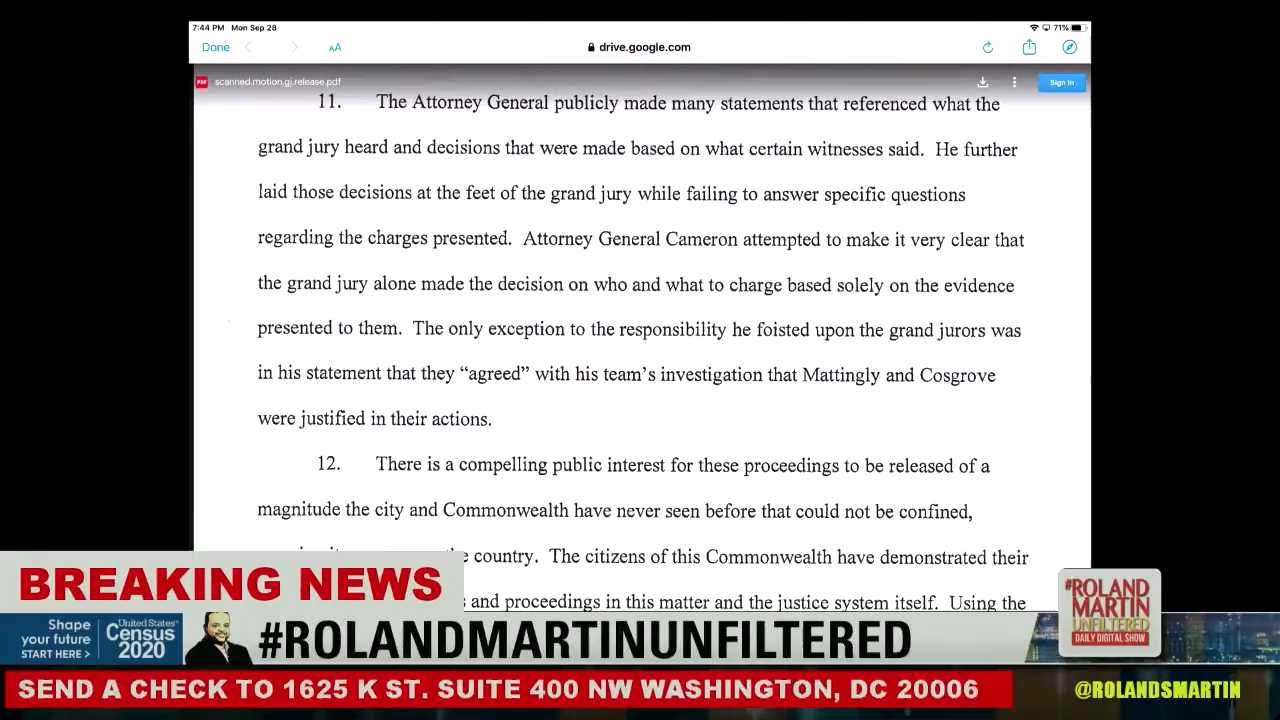 7:44 PM Mon Sep 28
71%
Done
AA
drive.google.com
PDF
scanned.motion.gj.release.pdf
Sign In
11. The Attorney General publicly made many statements that referenced what the
grand jury heard and decisions that were made based on what certain witnesses said. He further
laid those decisions at the feet of the grand jury while failing to answer specific questions
regarding the charges presented. Attorney General Cameron attempted to make it very clear that
the grand jury alone made the decision on who and what to charge based solely on the evidence
presented to them. The only exception to the responsibility he foisted upon the grand jurors was
in his statement that they “agreed” with his team’s investigation that Mattingly and Cosgrove
were justified in their actions.
12. There is a compelling public interest for these proceedings to be released of a
magnitude the city and Commonwealth have never seen before that could not be confined,
country. The citizens of this Commonwealth have demonstrated their
and proceedings in this matter and the justice system itself. Using the
BREAKING NEWS
Shape
your future
START HERE >
United States®
Census
2020
#ROLANDMARTINUNFILTERED
#ROLAND
MARTIN
UNFILTERED
DAILY DIGITAL SHOW
SEND A CHECK TO 1625 K ST. SUITE 400 NW WASHINGTON, DC 20006
@ROLANDSMARTIN